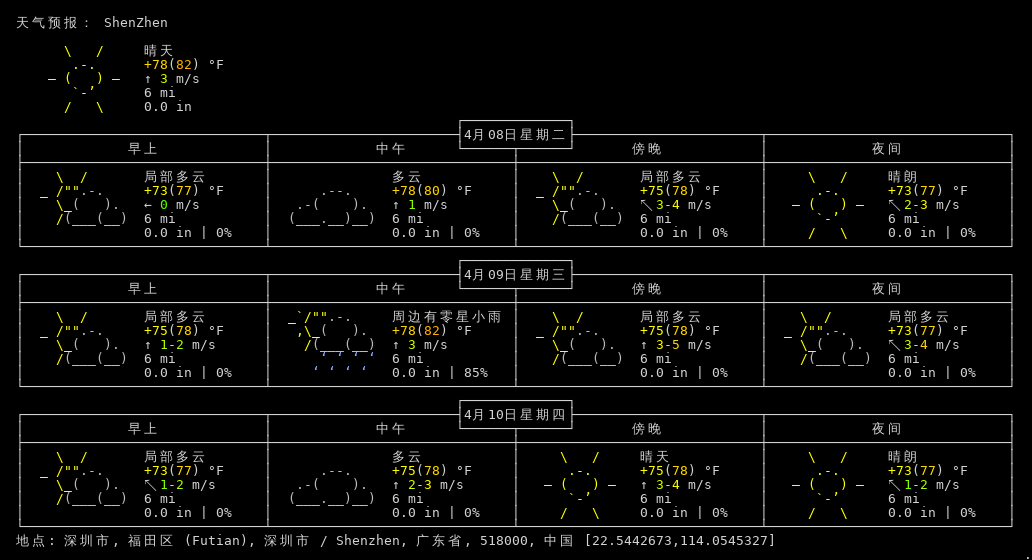 天气预报： ShenZhen
晴天
+78(82) °F
↑ 3 m/s
6 mi
0.0 in
4月08日星期二
早上 中午 傍晚 夜间
局部多云 多云 局部多云 晴朗
+73(77) °F +78(80) °F +75(78) °F +73(77) °F
← 0 m/s ↑ 1 m/s ↖ 3-4 m/s ↖ 2-3 m/s
6 mi 6 mi 6 mi 6 mi
0.0 in | 0% 0.0 in | 0% 0.0 in | 0% 0.0 in | 0%
4月09日星期三
早上 中午 傍晚 夜间
局部多云 周边有零星小雨 局部多云 局部多云
+75(78) °F +78(82) °F +75(78) °F +73(77) °F
↑ 1-2 m/s ↑ 3 m/s ↑ 3-5 m/s ↖ 3-4 m/s
6 mi 6 mi 6 mi 6 mi
0.0 in | 0% 0.0 in | 85% 0.0 in | 0% 0.0 in | 0%
4月10日星期四
早上 中午 傍晚 夜间
局部多云 多云 晴天 晴朗
+73(77) °F +75(78) °F +75(78) °F +73(77) °F
↖ 1-2 m/s ↑ 2-3 m/s ↑ 3-4 m/s ↖ 1-2 m/s
6 mi 6 mi 6 mi 6 mi
0.0 in | 0% 0.0 in | 0% 0.0 in | 0% 0.0 in | 0%
地点: 深圳市, 福田区 (Futian), 深圳市 / Shenzhen, 广东省, 518000, 中国 [22.5442673,114.0545327]